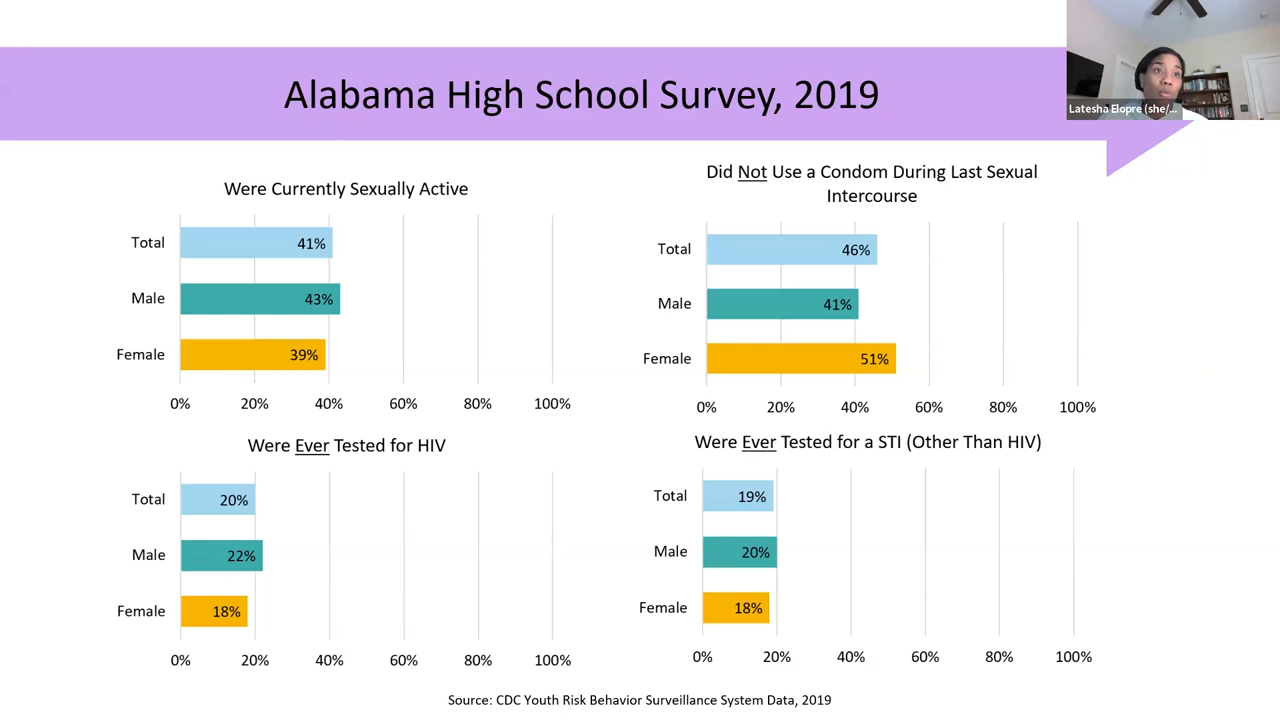 Alabama High School Survey, 2019
Latesha Elopre (she/...
Were Currently Sexually Active
Total 41%
Male 43%
Female 39%
0% 20% 40% 60% 80% 100%
Did Not Use a Condom During Last Sexual
Intercourse
Total 46%
Male 41%
Female 51%
0% 20% 40% 60% 80% 100%
Were Ever Tested for HIV
Total 20%
Male 22%
Female 18%
0% 20% 40% 60% 80% 100%
Were Ever Tested for a STI (Other Than HIV)
Total 19%
Male 20%
Female 18%
0% 20% 40% 60% 80% 100%
Source: CDC Youth Risk Behavior Surveillance System Data, 2019